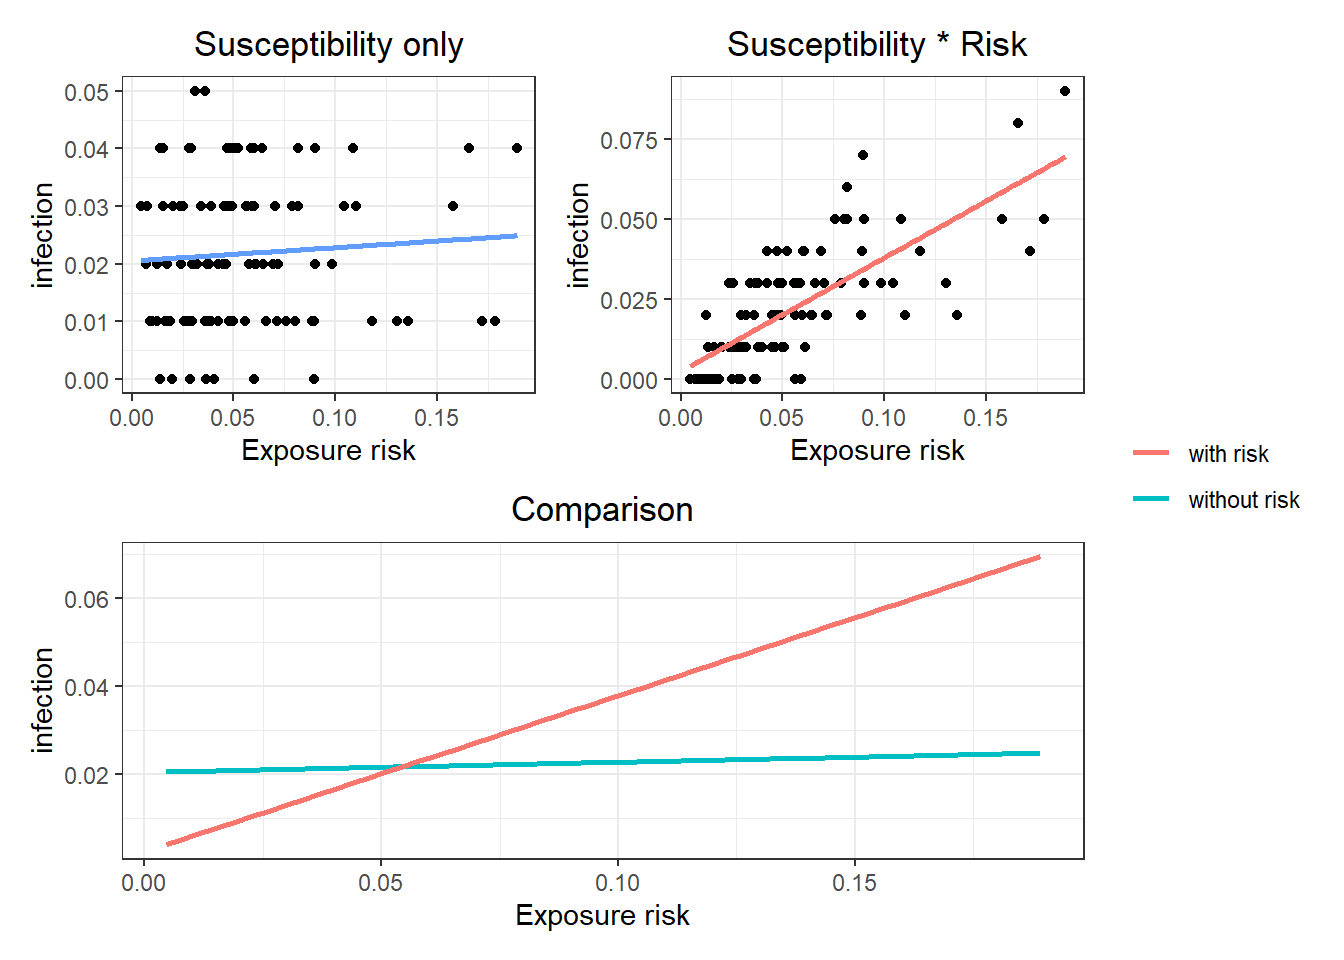 Susceptibility only
0.05
0.04
0.03
0.02
0.01
0.00
infection
0.00 0.05 0.10 0.15
Exposure risk
Susceptibility * Risk
0.075
0.050
0.025
0.000
infection
0.00 0.05 0.10 0.15
Exposure risk
with risk
without risk
Comparison
0.06
0.04
0.02
infection
0.00 0.05 0.10 0.15
Exposure risk